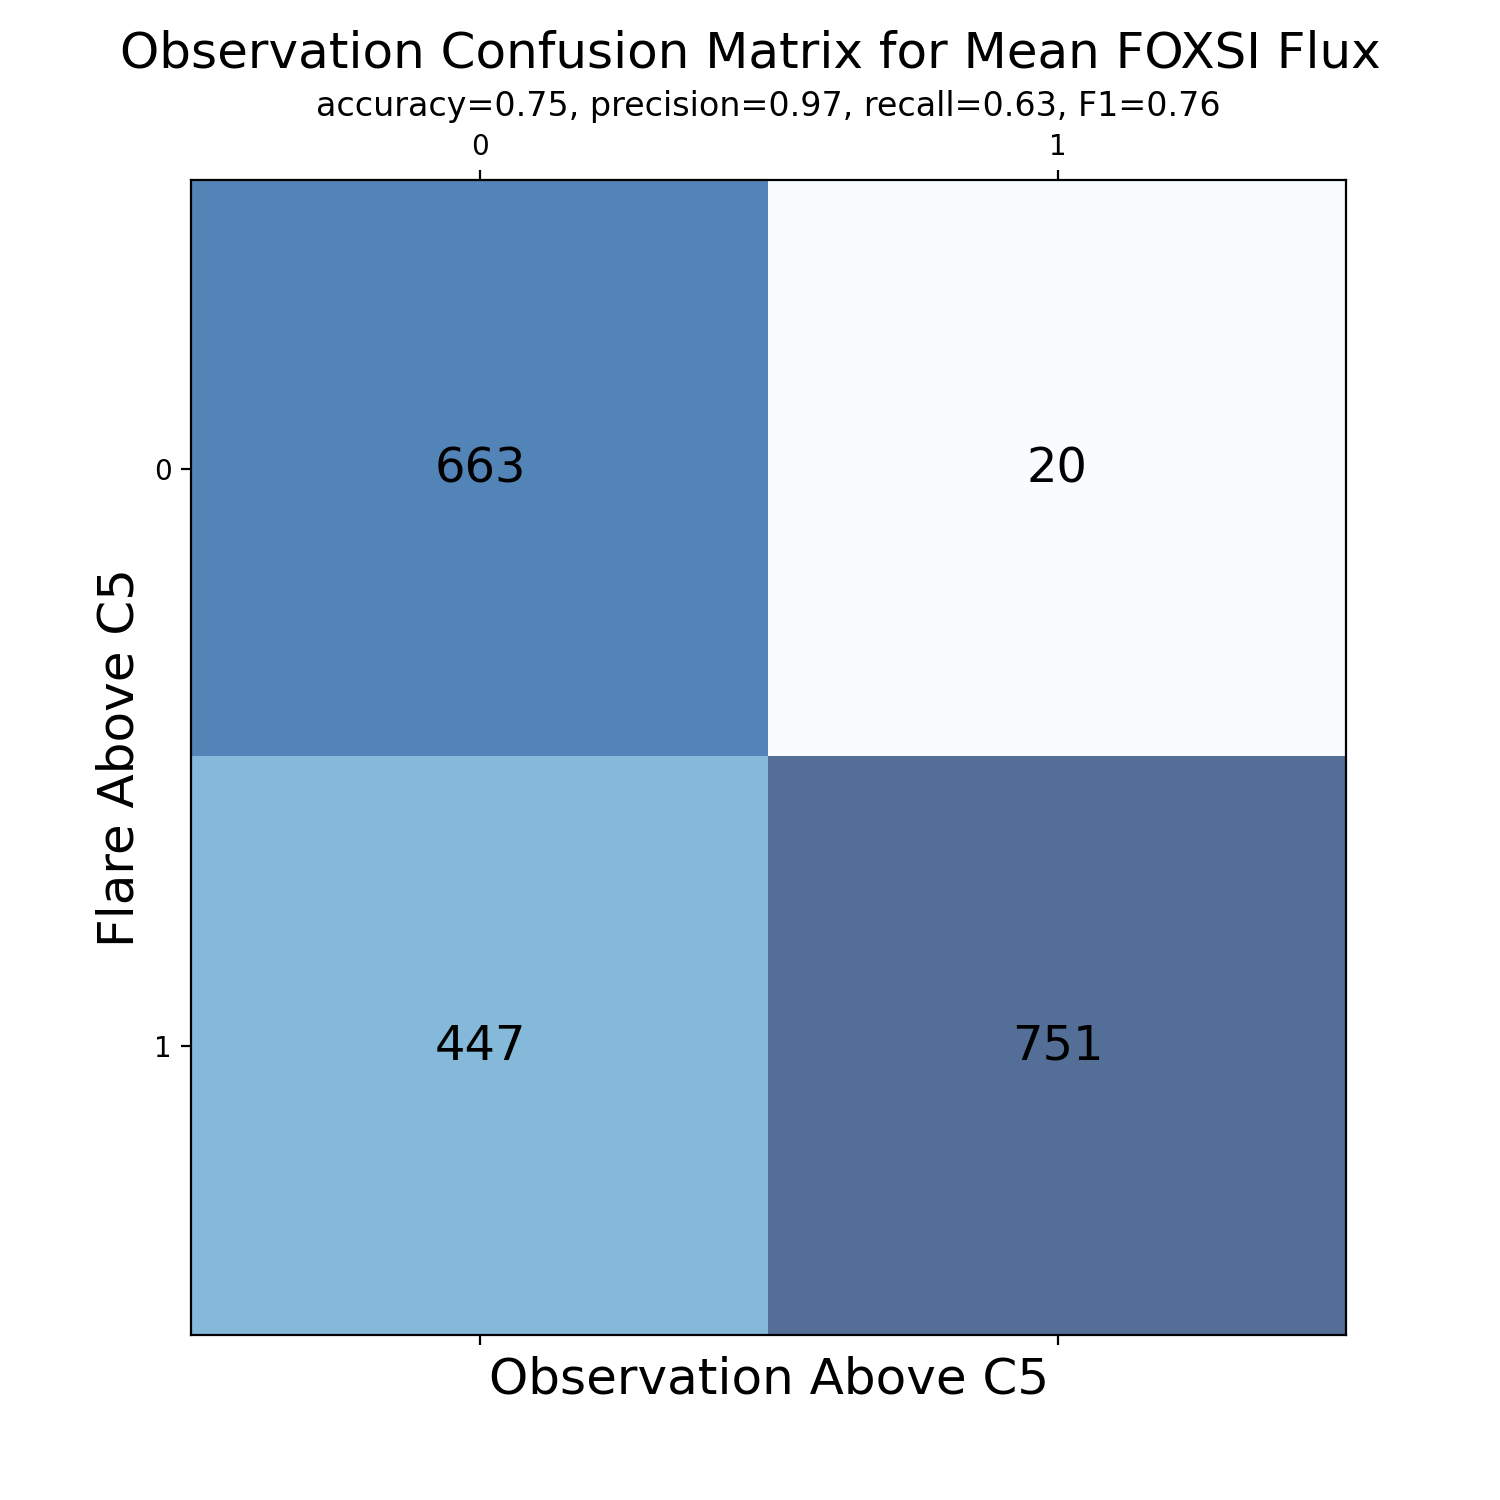 Observation Confusion Matrix for Mean FOXSI Flux
accuracy=0.75, precision=0.97, recall=0.63, F1=0.76
0 1
0 663 20
Flare Above C5
1 447 751
Observation Above C5